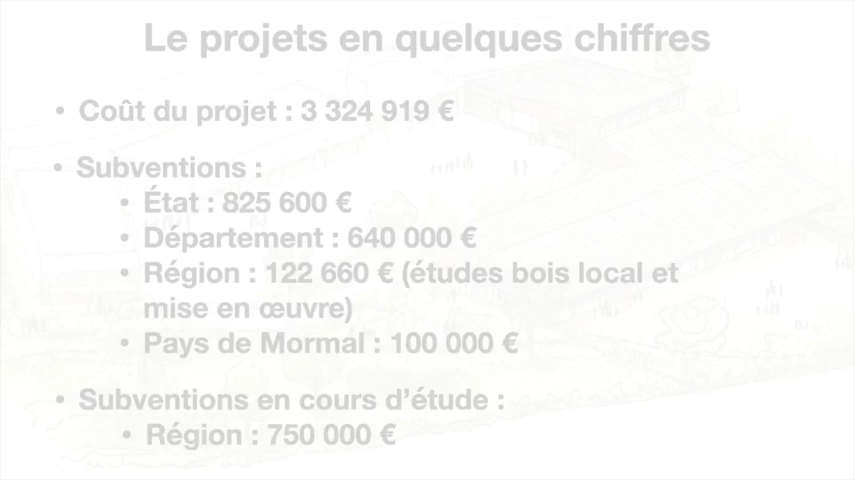 Le projets en quelques chiffres
• Coût du projet : 3 324 919 €
• Subventions :
• État : 825 600 €
• Département : 640 000 €
• Région : 122 660 € (études bois local et
mise en œuvre)
• Pays de Mormal : 100 000 €
• Subventions en cours d’étude :
• Région : 750 000 €